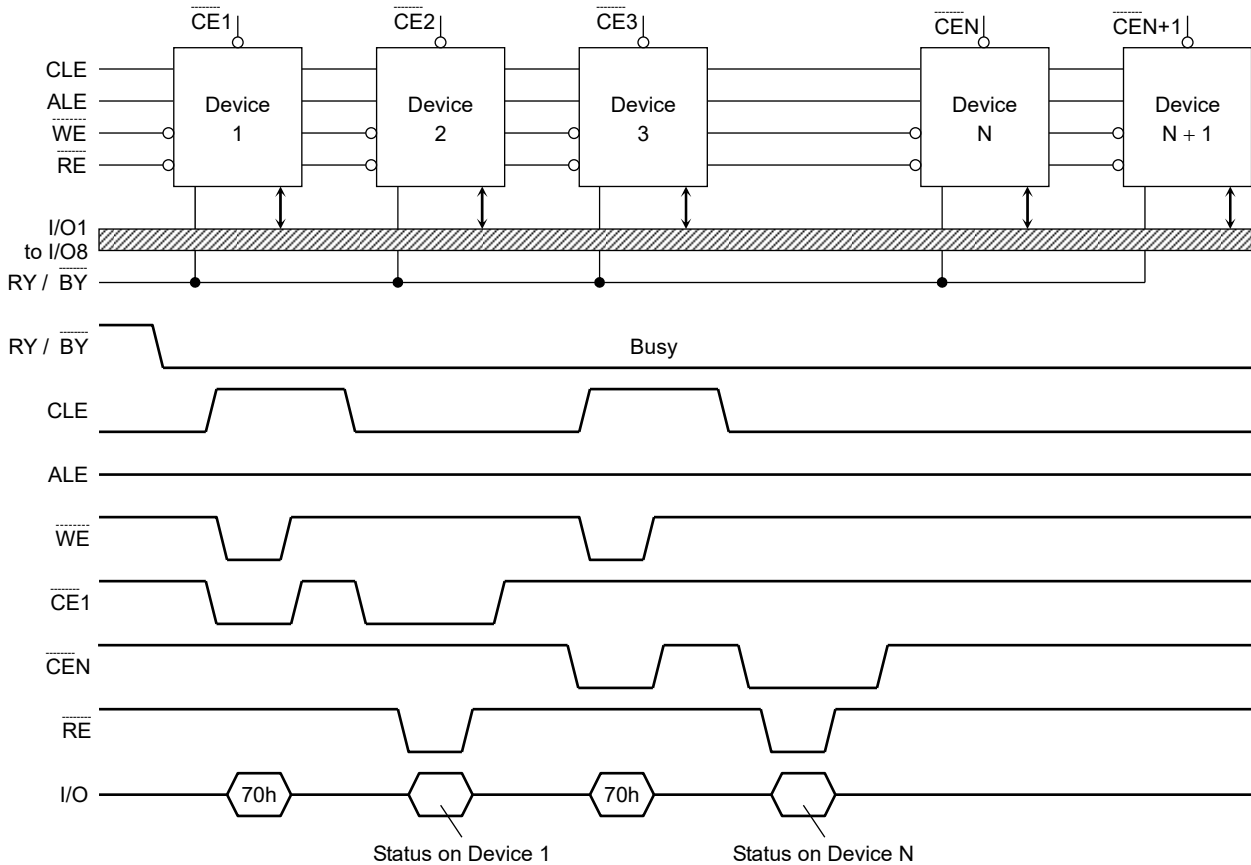 CE1 CE2 CE3 CEN CEN+1
CLE
ALE
WE
RE
Device 1
Device 2
Device 3
Device N
Device N + 1
I/O1
to I/O8
RY / BY
RY / BY
Busy
CLE
ALE
WE
CE1
CEN
RE
I/O
70h
70h
Status on Device 1
Status on Device N